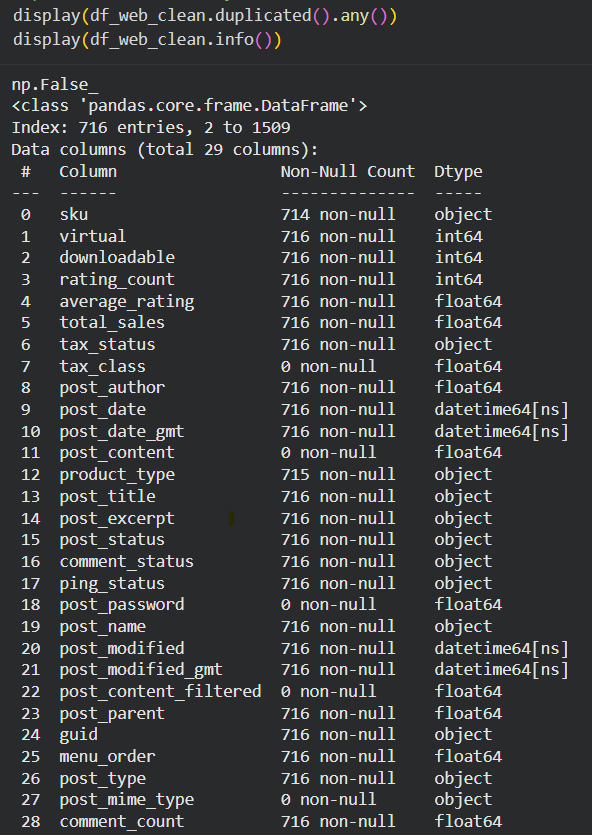 display(df_web_clean.duplicated().any())
display(df_web_clean.info())
np.False_
<class 'pandas.core.frame.DataFrame'>
Index: 716 entries, 2 to 1509
Data columns (total 29 columns):
 #   Column                 Non-Null Count  Dtype
---  ------                 --------------  -----
 0   sku                    714 non-null    object
 1   virtual                716 non-null    int64
 2   downloadable           716 non-null    int64
 3   rating_count           716 non-null    int64
 4   average_rating         716 non-null    float64
 5   total_sales            716 non-null    float64
 6   tax_status             716 non-null    object
 7   tax_class              0 non-null      float64
 8   post_author            716 non-null    float64
 9   post_date              716 non-null    datetime64[ns]
 10  post_date_gmt          716 non-null    datetime64[ns]
 11  post_content           0 non-null      float64
 12  product_type           715 non-null    object
 13  post_title             716 non-null    object
 14  post_excerpt           716 non-null    object
 15  post_status            716 non-null    object
 16  comment_status         716 non-null    object
 17  ping_status            716 non-null    object
 18  post_password          0 non-null      float64
 19  post_name              716 non-null    object
 20  post_modified          716 non-null    datetime64[ns]
 21  post_modified_gmt      716 non-null    datetime64[ns]
 22  post_content_filtered  0 non-null      float64
 23  post_parent            716 non-null    float64
 24  guid                   716 non-null    object
 25  menu_order             716 non-null    float64
 26  post_type              716 non-null    object
 27  post_mime_type         0 non-null      object
 28  comment_count          716 non-null    float64